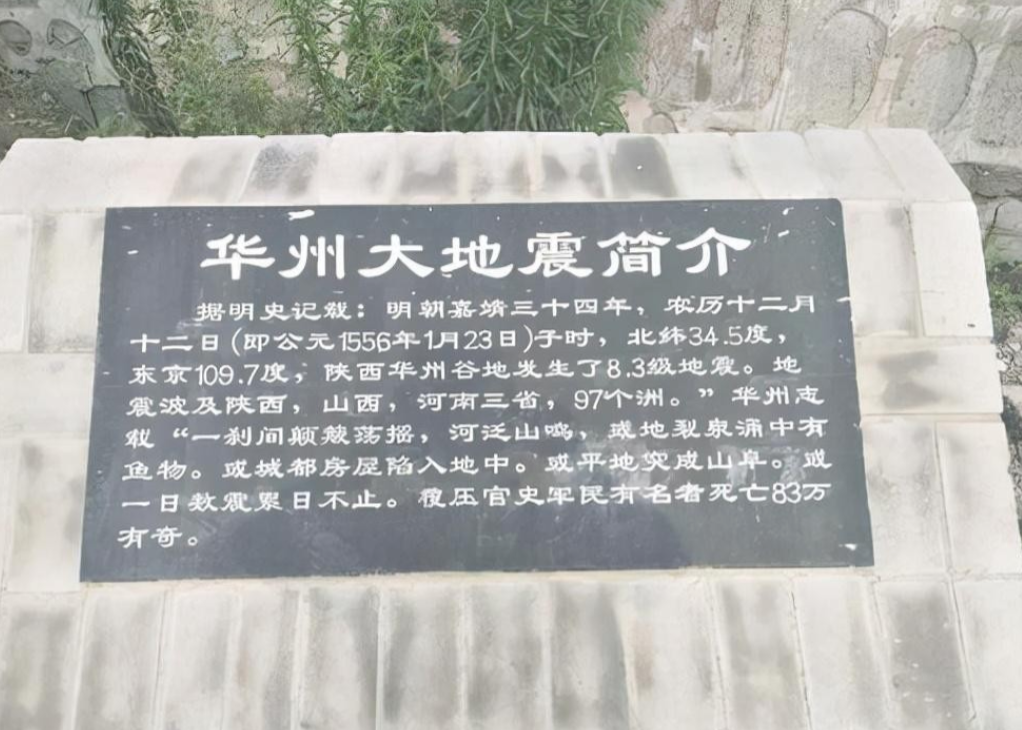 华州大地震简介
据明史记载：明朝嘉靖三十四年，农历十二月
十二日(即公元1556年1月23日)子时，北纬34.5度，
东京109.7度，陕西华州谷地发生了8.3级地震。地
震波及陕西，山西，河南三省，97个洲。”华州志
载“一刹间颠簸荡摇，河迁山鸣，或地裂泉涌中有
鱼物。或城都房屋陷入地中。或平地突成山阜。或
一日数震累日不止。覆压官史军民有名者死亡83万
有奇。